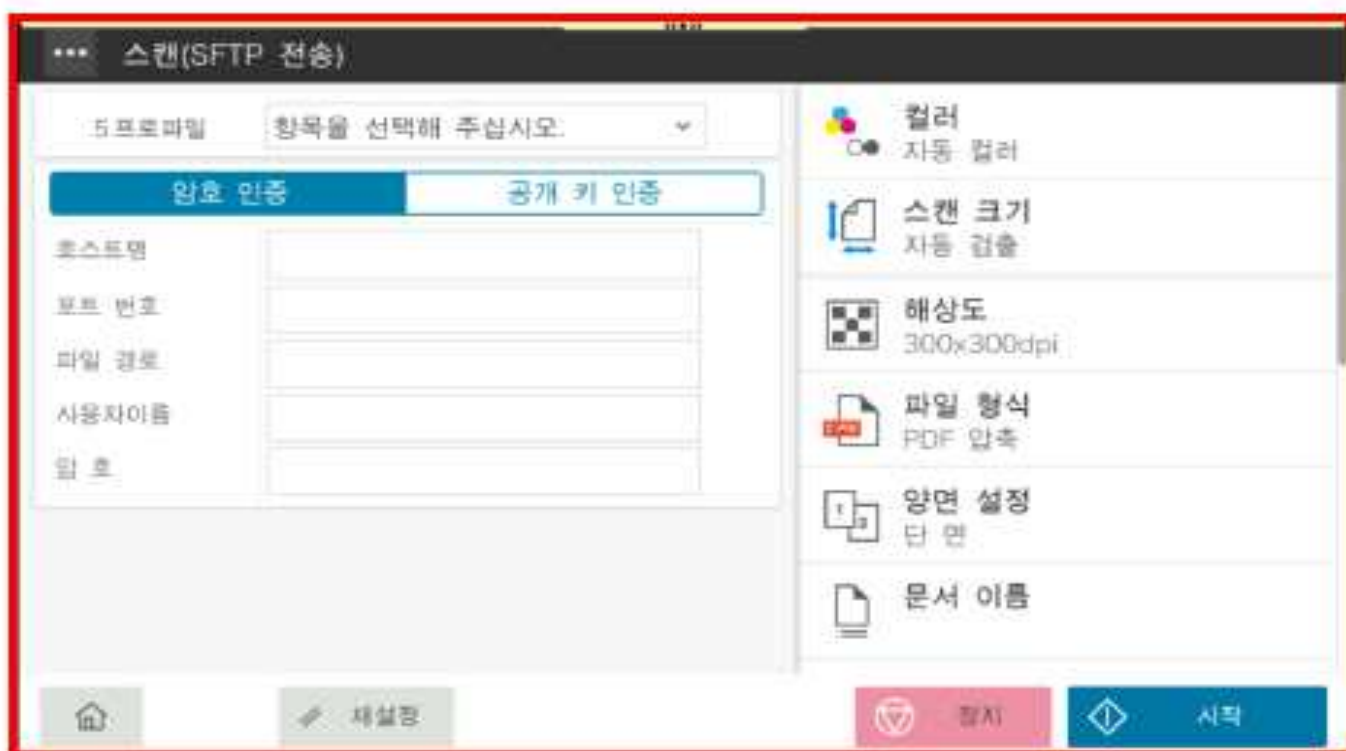 스캔(SFTP 전송)
프로파일
항목을 선택해 주십시오.
암호 인증
공개 키 인증
호스트명
포트 번호
파일 경로
사용자이름
암 호
컬러
자동 컬러
스캔 크기
자동 검출
해상도
300x300dpi
파일 형식
PDF 압축
양면 설정
단 면
문서 이름
재설정
정지
시작